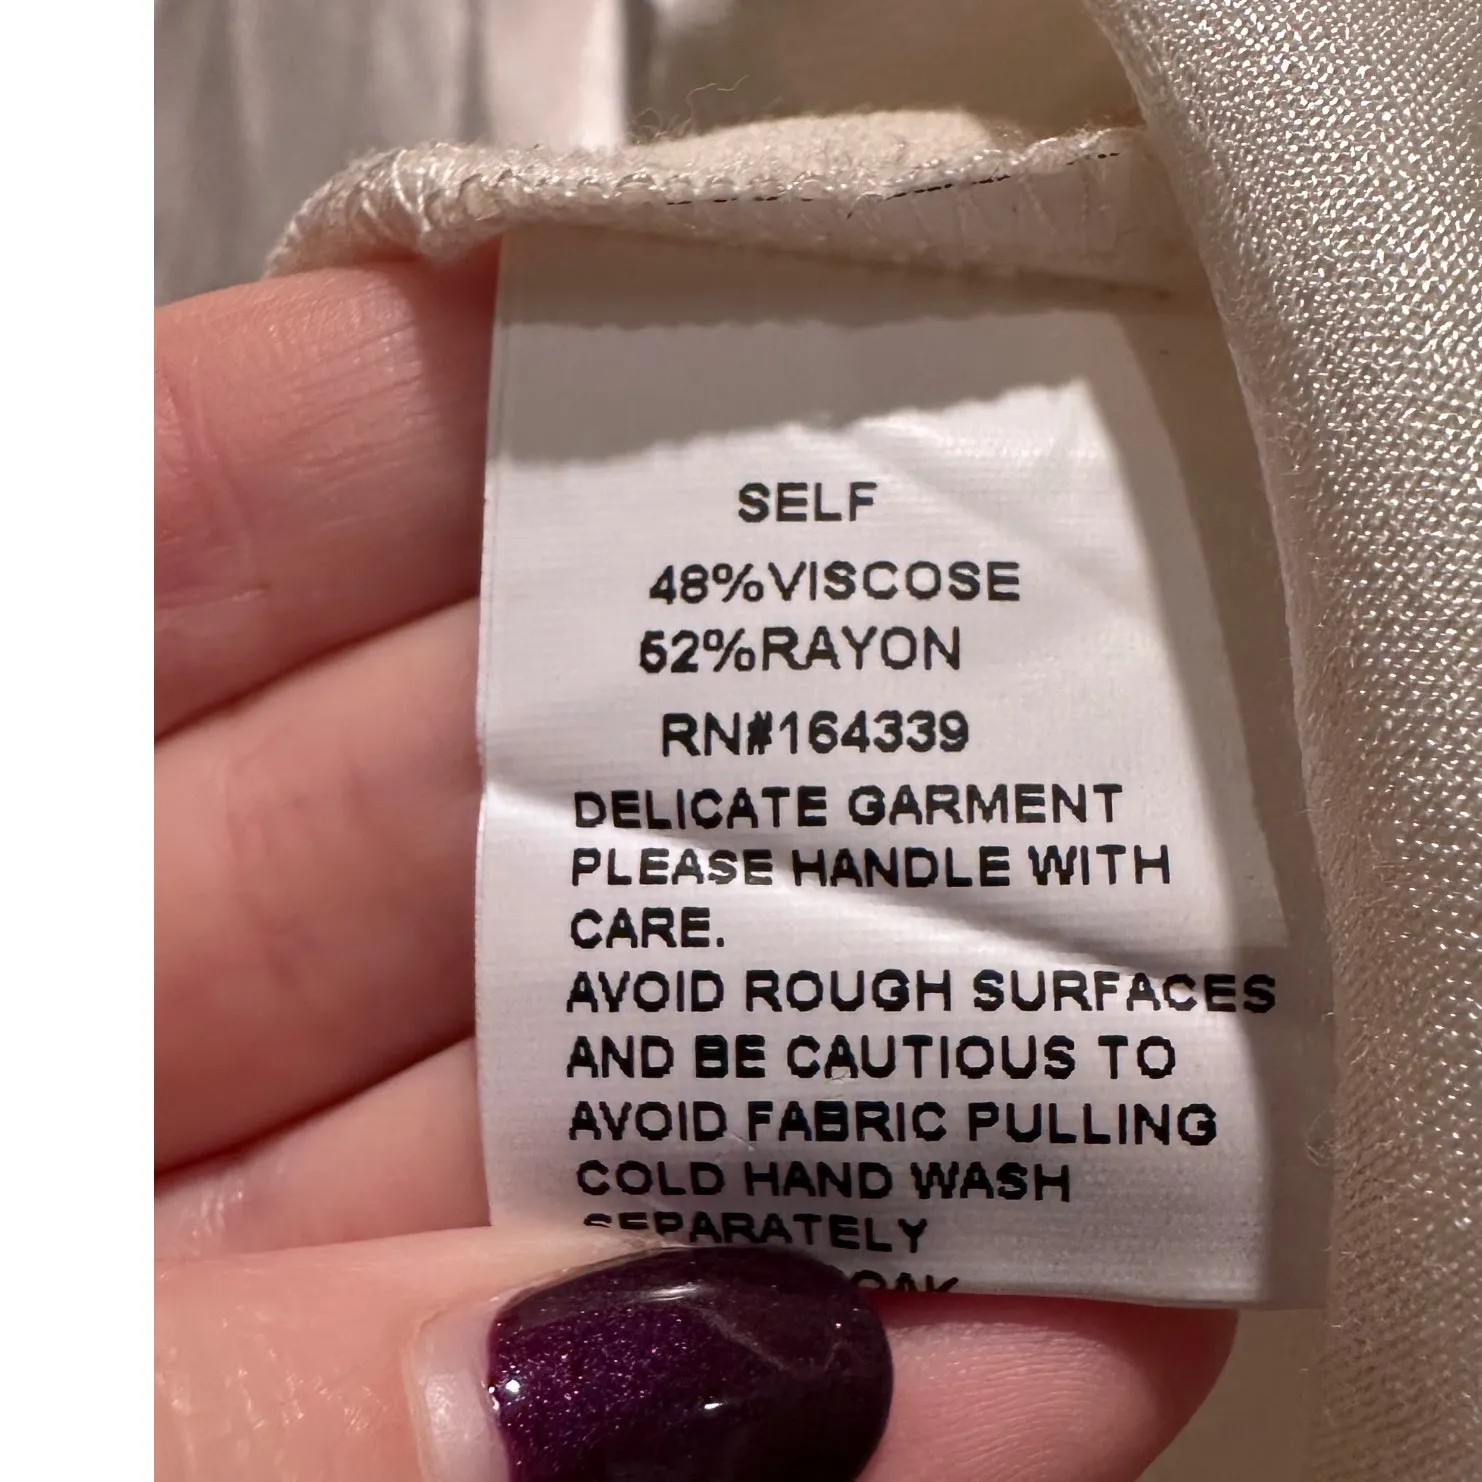 SELF
48%VISCOSE
52%RAYON
RN#164339
DELICATE GARMENT
PLEASE HANDLE WITH
CARE.
AVOID ROUGH SURFACES
AND BE CAUTIOUS TO
AVOID FABRIC PULLING
COLD HAND WASH
SEPARATELY